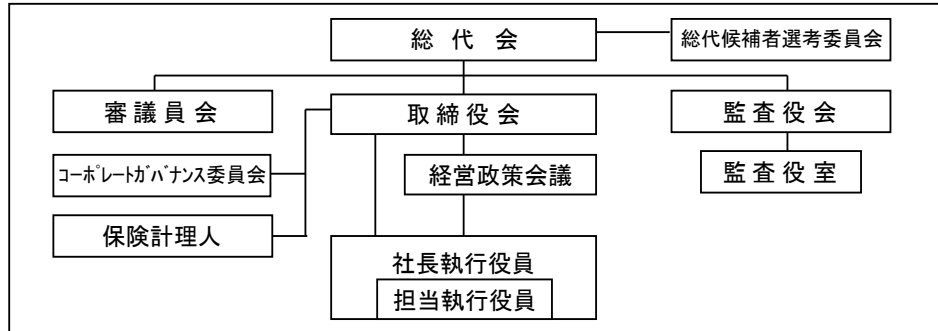 総代会
総代候補者選考委員会
審議員会
取締役会
監査役会
コーポレートガバナンス委員会
経営政策会議
監査役室
保険計理人
社長執行役員
担当執行役員